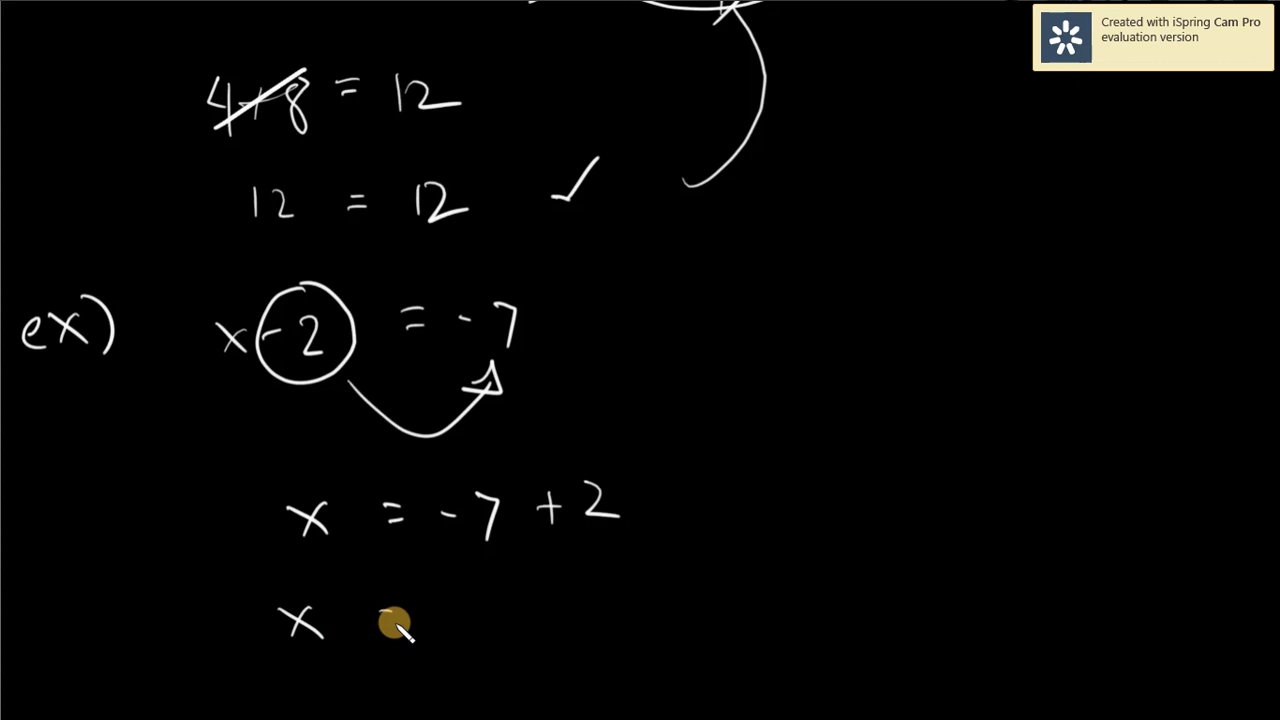 Created with iSpring Cam Pro
evaluation version
4+8 = 12
12 = 12 ✓
ex) x - 2 = - 7
x = - 7 + 2
x =